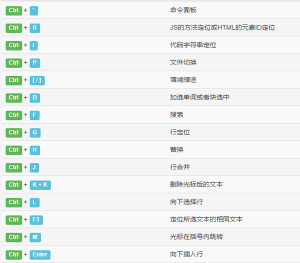 Ctrl + ` 命令面板
Ctrl + R JS的方法定位或HTML的元素ID定位
Ctrl + 代码字符串定位
Ctrl + P 文件切换
Ctrl + [ / ] 增减缩进
Ctrl + D 加选单词或者块选中
Ctrl + F 搜索
Ctrl + G 行定位
Ctrl + H 替换
Ctrl + J 行合并
Ctrl + K + K 删除光标后的文本
Ctrl + L 向下选择行
Ctrl + F3 定位所选文本的相同文本
Ctrl + M 光标在括号内跳转
Ctrl + Enter 向下插入行